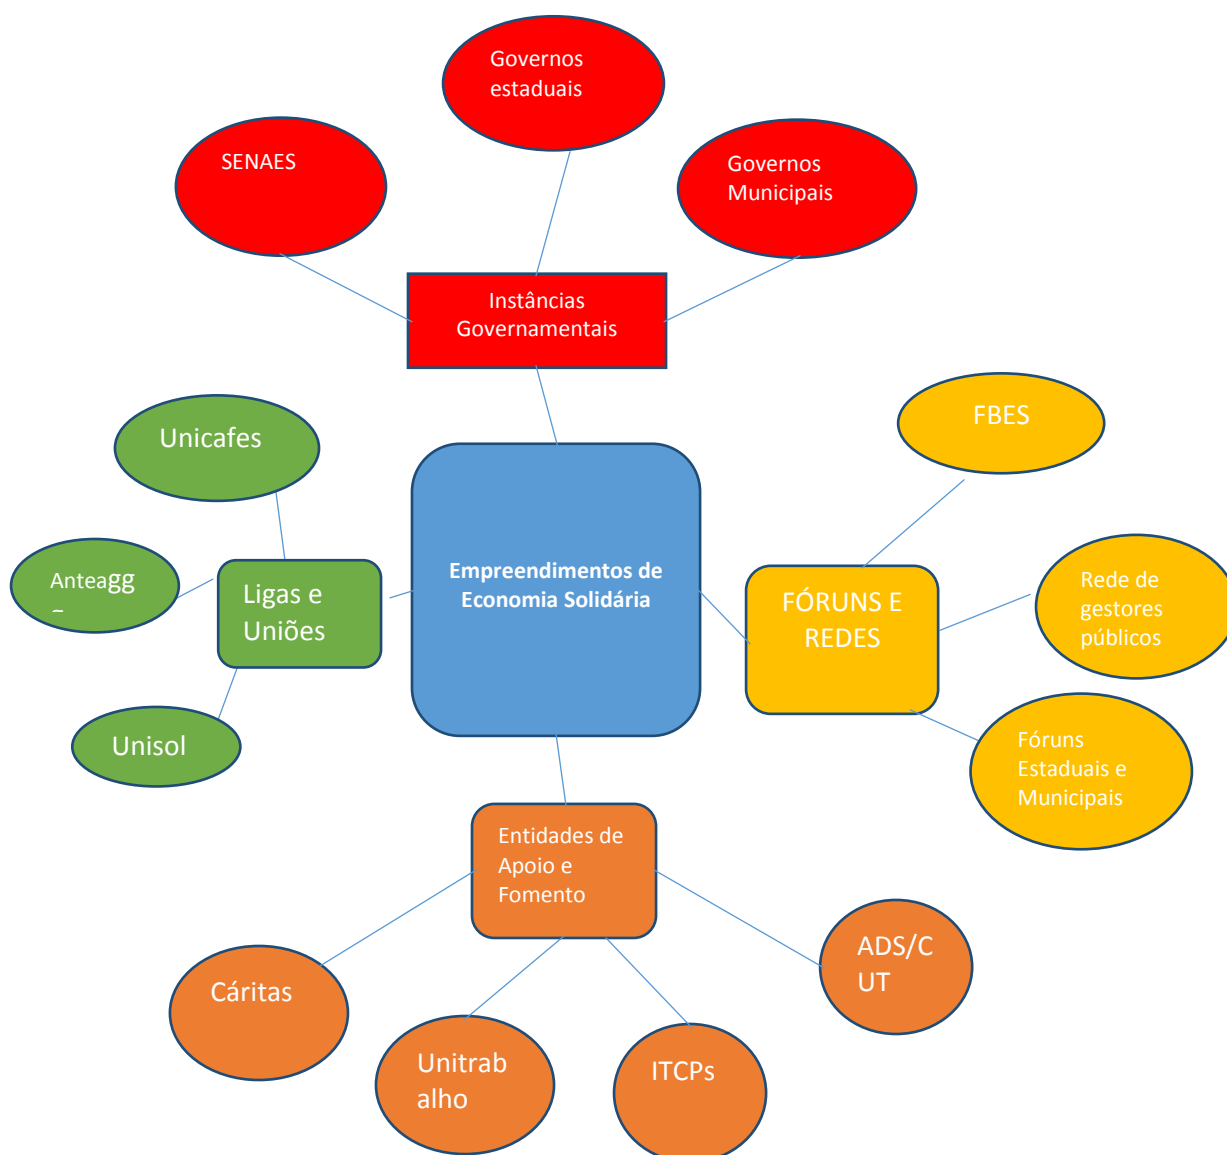 Governos
estaduais
SENAES
Governos
Municipais
Instâncias
Governamentais
Unicafes
FBES
Anteagg
Ligas e
Uniões
Empreendimentos de
Economia Solidária
FÓRUNS E
REDES
Rede de
gestores
públicos
Unisol
Fóruns
Estaduais e
Municipais
Entidades de
Apoio e
Fomento
Cáritas
Unitrab
alho
ITCPs
ADS/C
UT